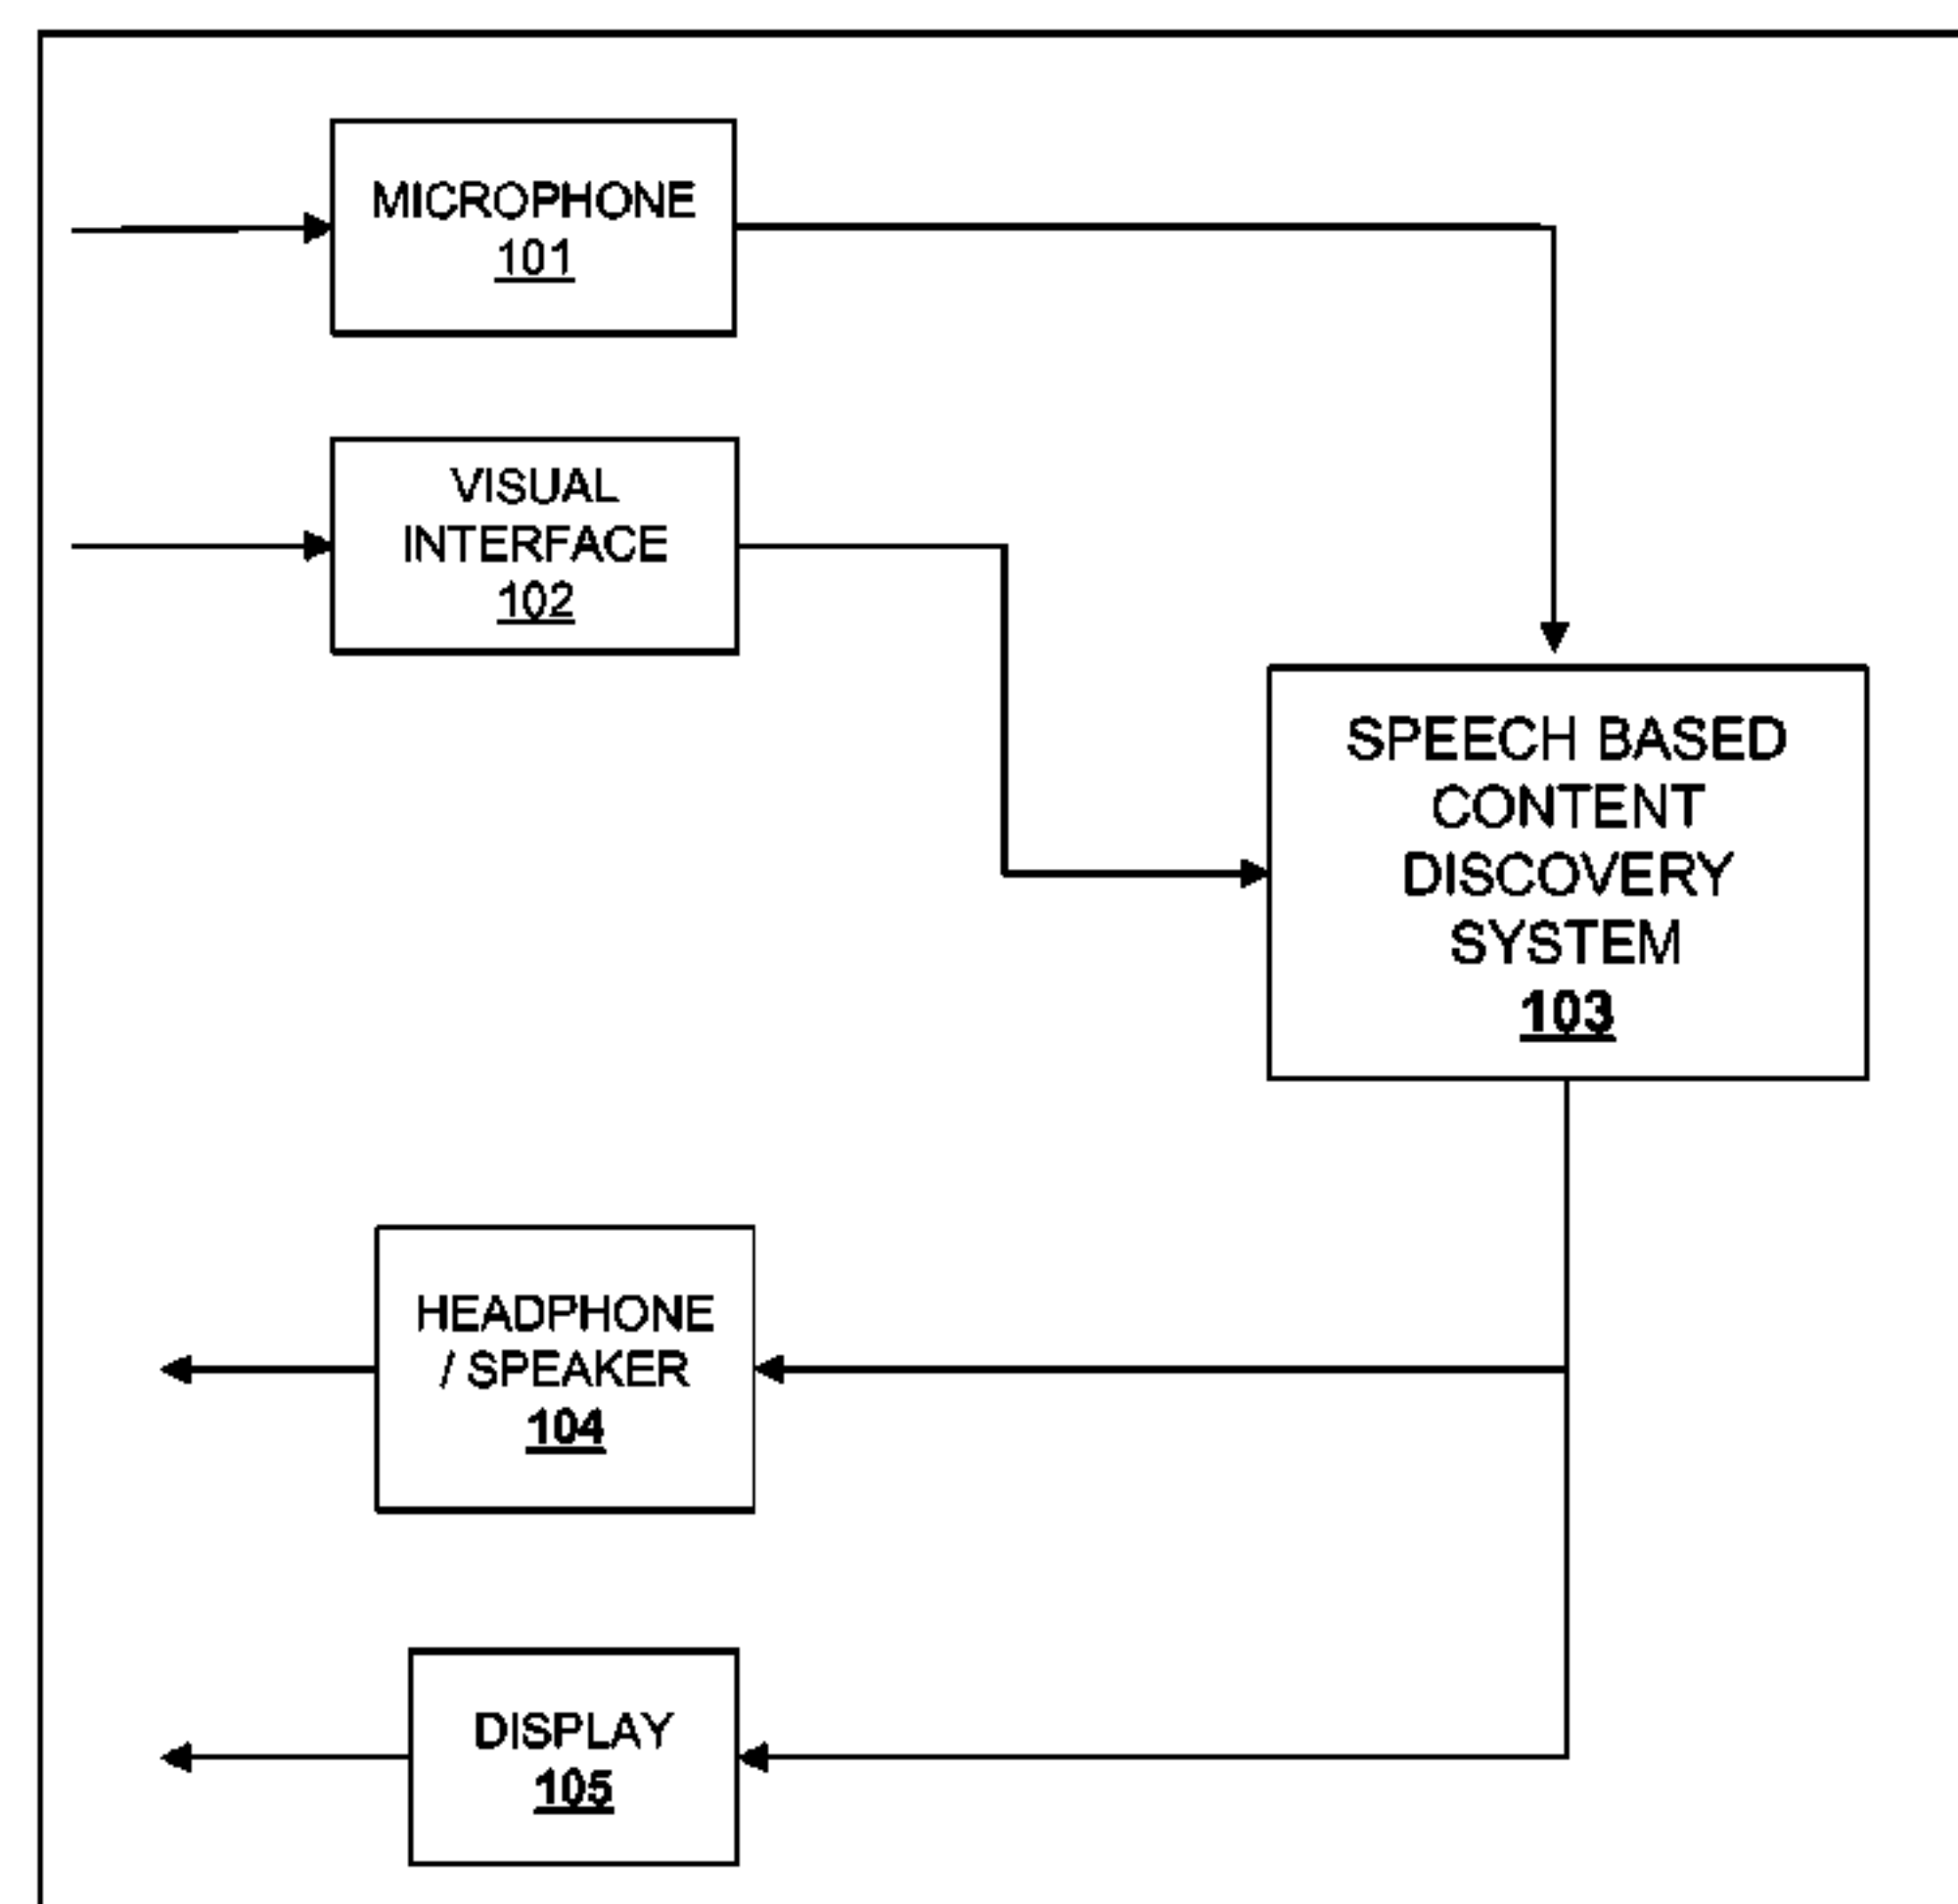 MICROPHONE
101
VISUAL
INTERFACE
102
SPEECH BASED
CONTENT
DISCOVERY
SYSTEM
103
HEADPHONE
/ SPEAKER
104
DISPLAY
105